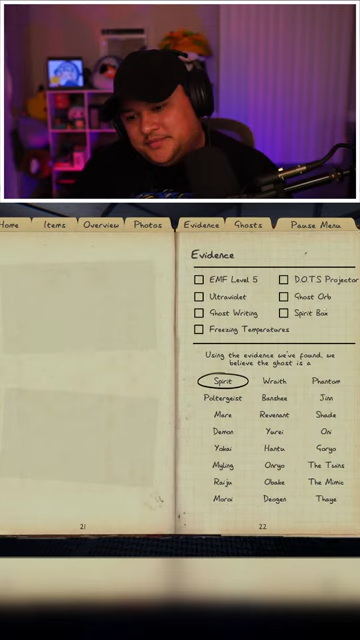 Home Items Overview Photos Evidence Ghosts Pause Menu
Evidence
EMF Level 5 D.O.T.S Projector
Ultraviolet Ghost Orb
Ghost Writing Spirit Box
Freezing Temperatures
Using the evidence we've found, we
believe the ghost is a
Spirit Wraith Phantom
Poltergeist Banshee Jinn
Mare Revenant Shade
Demon Yurei Oni
Yokai Hantu Goryo
Myling Onryo The Twins
Raiju Obake The Mimic
Moroi Deogen Thaye
21 22